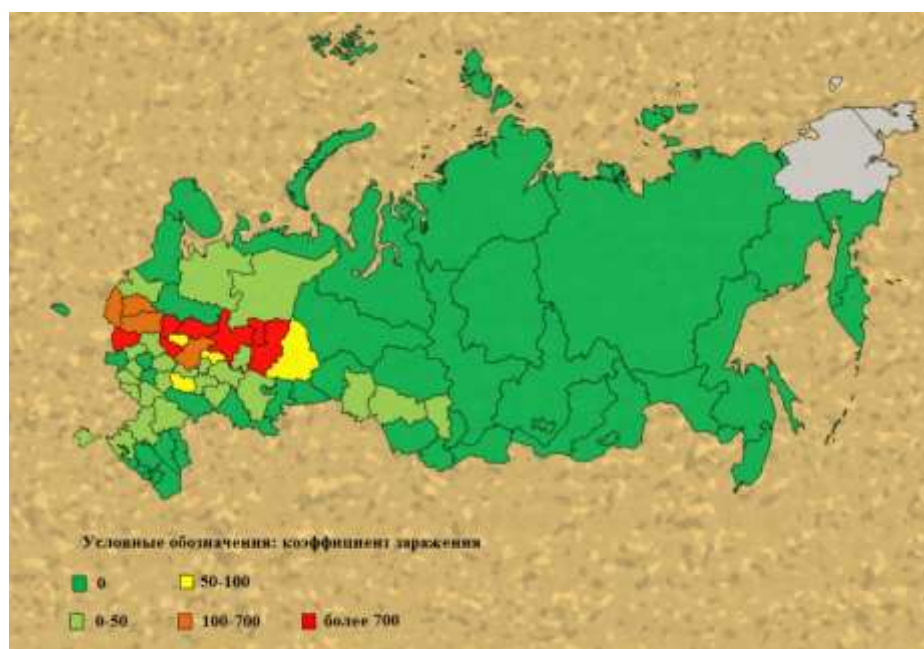 Условные обозначения: коэффициент заражения
0 50-100
0-50 100-700 более 700